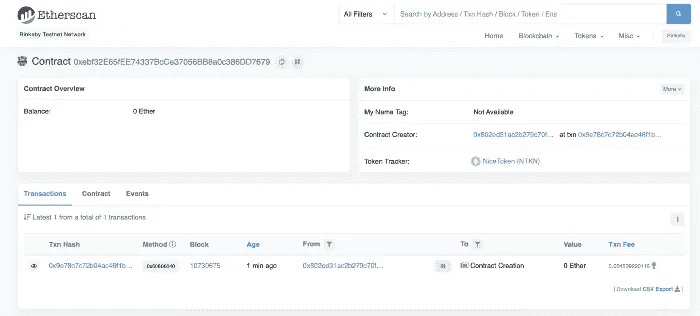 Etherscan
All Filters
Search by Address / Txn Hash / Block / Token / Ens
Rinkeby Testnet Network
Home Blockchain Tokens Misc Rinkeby
Contract 0xebf32E65fEE74337BcCe37056BB8a0c386DD7679
Contract Overview
Balance: 0 Ether
More Info
More
My Name Tag: Not Available
Contract Creator: 0x802ed31ac2b279c70f... at txn 0x9e78c7c72b04ac46f1b...
Token Tracker: NiceToken (NTKN)
Transactions Contract Events
Latest 1 from a total of 1 transactions
Txn Hash Method Block Age From To Value Txn Fee
0x9e78c7c72b04ac46f1b... 0x60806040 10730675 1 min ago 0x802ed31ac2b279c70f... IN Contract Creation 0 Ether
[ Download CSV Export ]